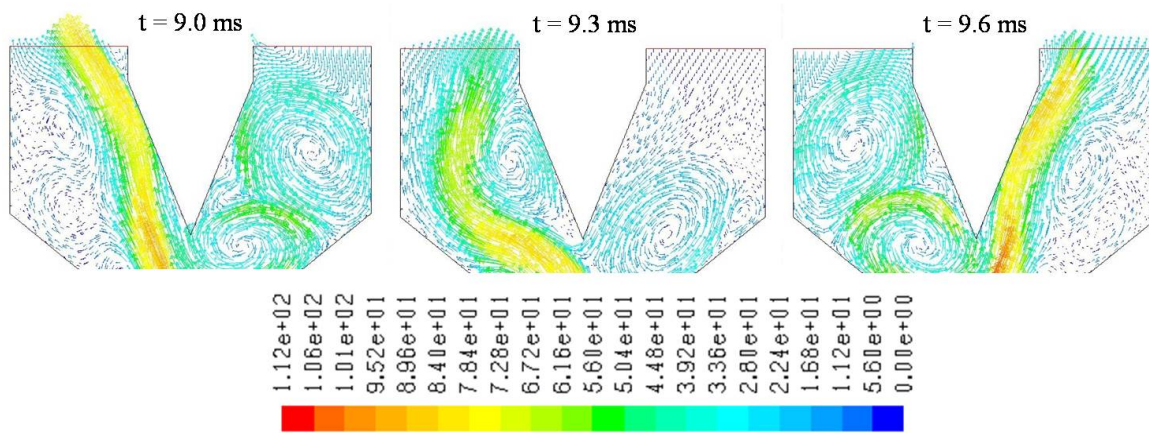 t = 9.0 ms
t = 9.3 ms
t = 9.6 ms
1.12e+02
1.06e+02
1.01e+02
9.52e+01
8.96e+01
8.40e+01
7.84e+01
7.28e+01
6.72e+01
6.16e+01
5.60e+01
5.04e+01
4.48e+01
3.92e+01
3.36e+01
2.80e+01
2.24e+01
1.68e+01
1.12e+01
5.60e+00
0.00e+00